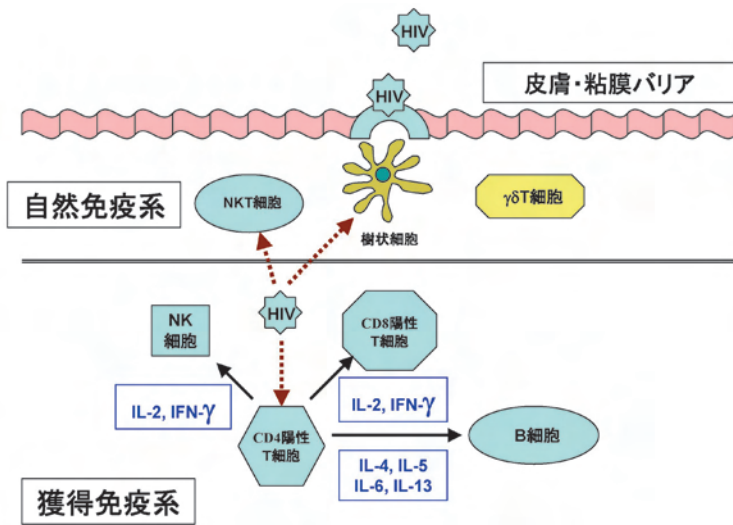 HIV
皮膚・粘膜バリア
HIV
自然免疫系
NKT細胞
樹状細胞
γδT細胞
HIV
NK
細胞
CD8陽性
T細胞
IL-2, IFN-γ
IL-2, IFN-γ
CD4陽性
T細胞
B細胞
IL-4, IL-5
IL-6, IL-13
獲得免疫系